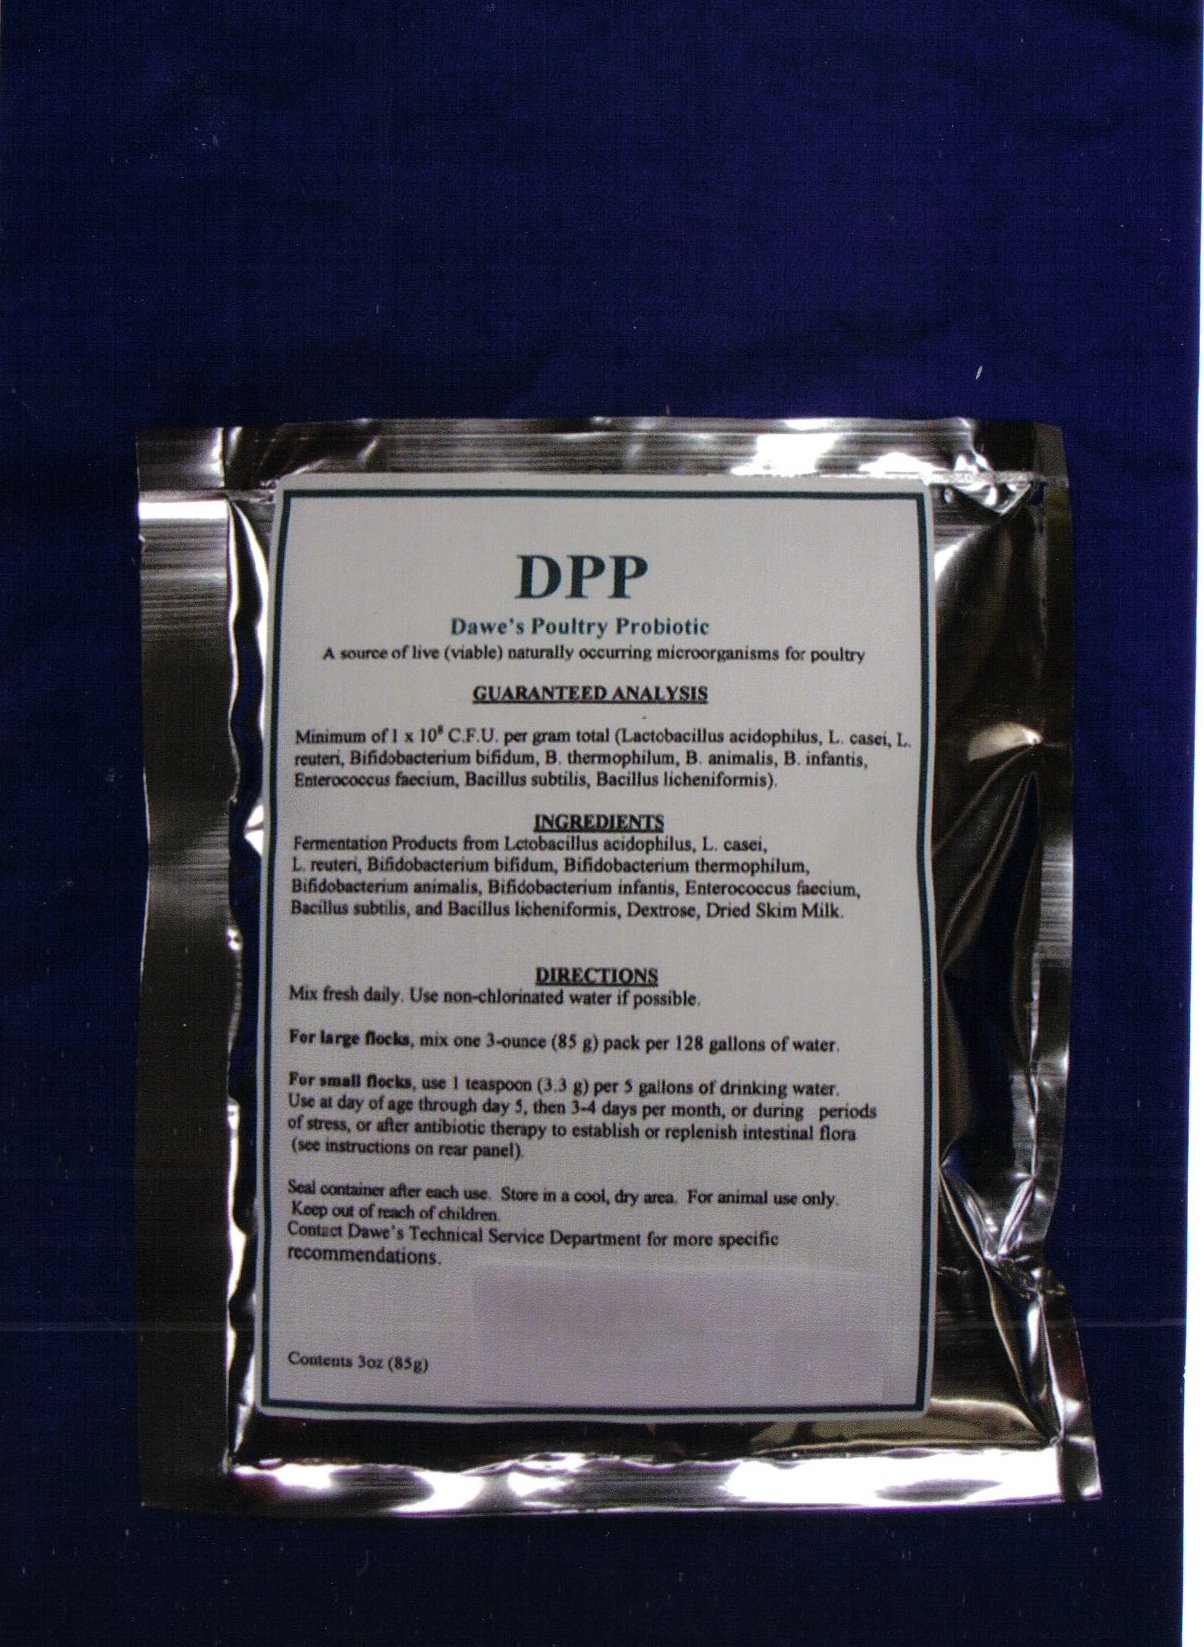 DPP
Dawe's Poultry Probiotic
A source of live (viable) naturally occurring microorganisms for poultry
GUARANTEED ANALYSIS
Minimum of 1 x 10⁸ C.F.U. per gram total (Lactobacillus acidophilus, L. casei, L.
reuteri, Bifidobacterium bifidum, B. thermophilum, B. animalis, B. infantis,
Enterococcus faecium, Bacillus subtilis, Bacillus licheniformis).
INGREDIENTS
Fermentation Products from Lctobacillus acidophilus, L. casei,
L. reuteri, Bifidobacterium bifidum, Bifidobacterium thermophilum,
Bifidobacterium animalis, Bifidobacterium infantis, Enterococcus faecium,
Bacillus subtilis, and Bacillus licheniformis, Dextrose, Dried Skim Milk.
DIRECTIONS
Mix fresh daily. Use non-chlorinated water if possible.
For large flocks, mix one 3-ounce (85 g) pack per 128 gallons of water.
For small flocks, use 1 teaspoon (3.3 g) per 5 gallons of drinking water.
Use at day of age through day 5, then 3-4 days per month, or during periods
of stress, or after antibiotic therapy to establish or replenish intestinal flora
(see instructions on rear panel).
Seal container after each use. Store in a cool, dry area. For animal use only.
Keep out of reach of children.
Contact Dawe's Technical Service Department for more specific
recommendations.
Contents 3oz (85g)